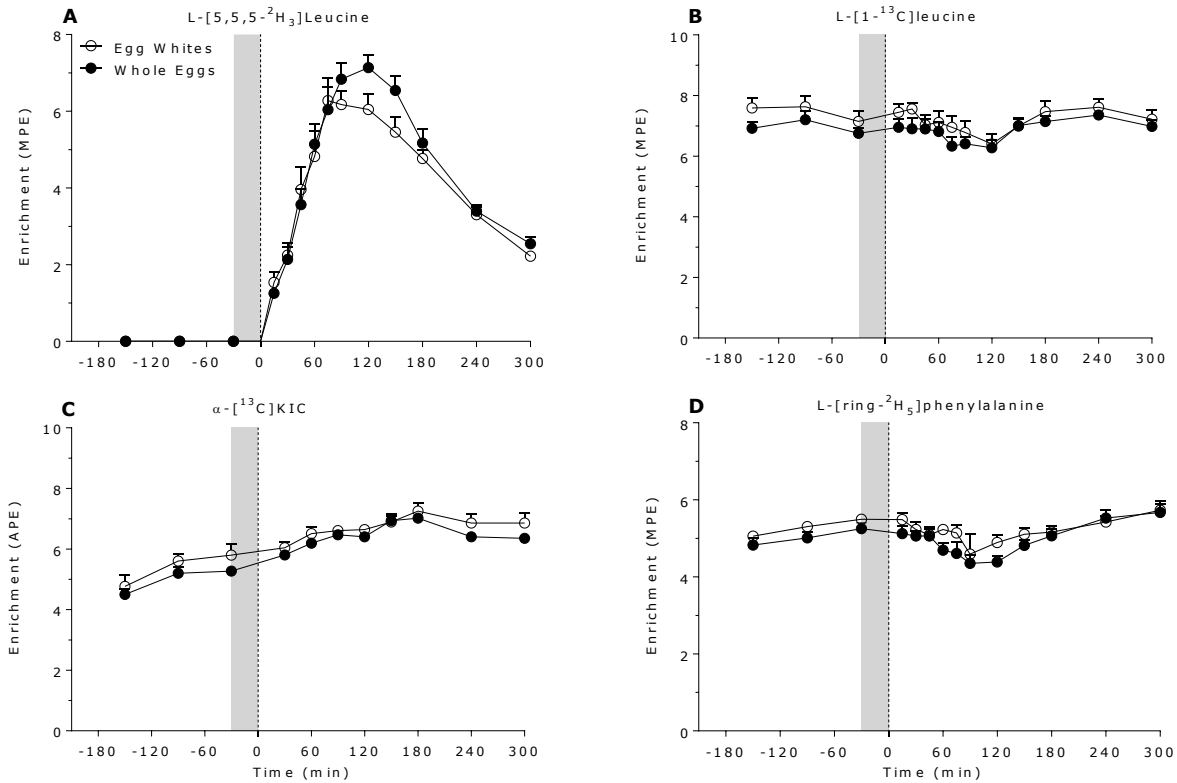 A
L-[5,5,5-²H₃]Leucine
Egg Whites
Whole Eggs
Enrichment (MPE)
8
6
4
2
0
-180 -120 -60 0 60 120 180 240 300
B
L-[1-¹³C]leucine
Enrichment (MPE)
10
8
6
4
2
0
-180 -120 -60 0 60 120 180 240 300
C
α-[¹³C]KIC
Enrichment (APE)
10
8
6
4
2
0
-180 -120 -60 0 60 120 180 240 300
Time (min)
D
L-[ring-²H₅]phenylalanine
Enrichment (MPE)
8
6
4
2
0
-180 -120 -60 0 60 120 180 240 300
Time (min)